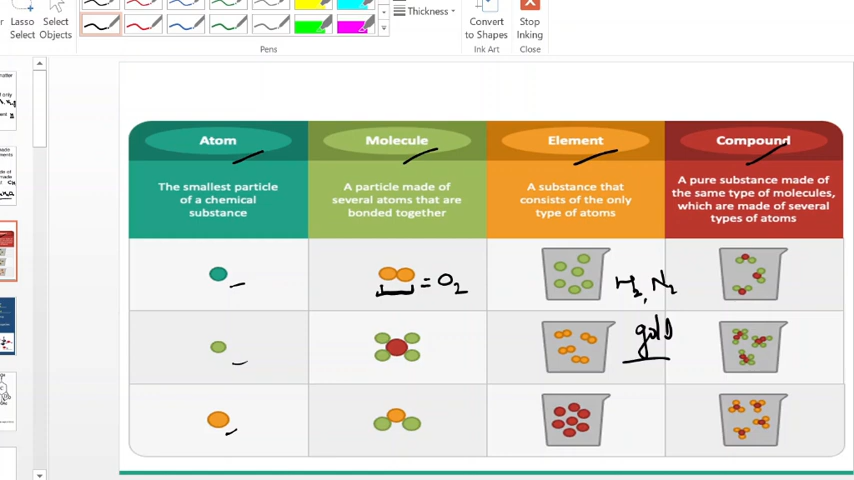 Lasso
Select
Select
Objects
Thickness
Convert
to Shapes
Stop
Inking
Pens
Ink Art
Close
Atom
The smallest particle
of a chemical
substance
Molecule
A particle made of
several atoms that are
bonded together
Element
A substance that
consists of the only
type of atoms
Compound
A pure substance made of
the same type of molecules,
which are made of several
types of atoms
= O₂
H₂, N₂
gold